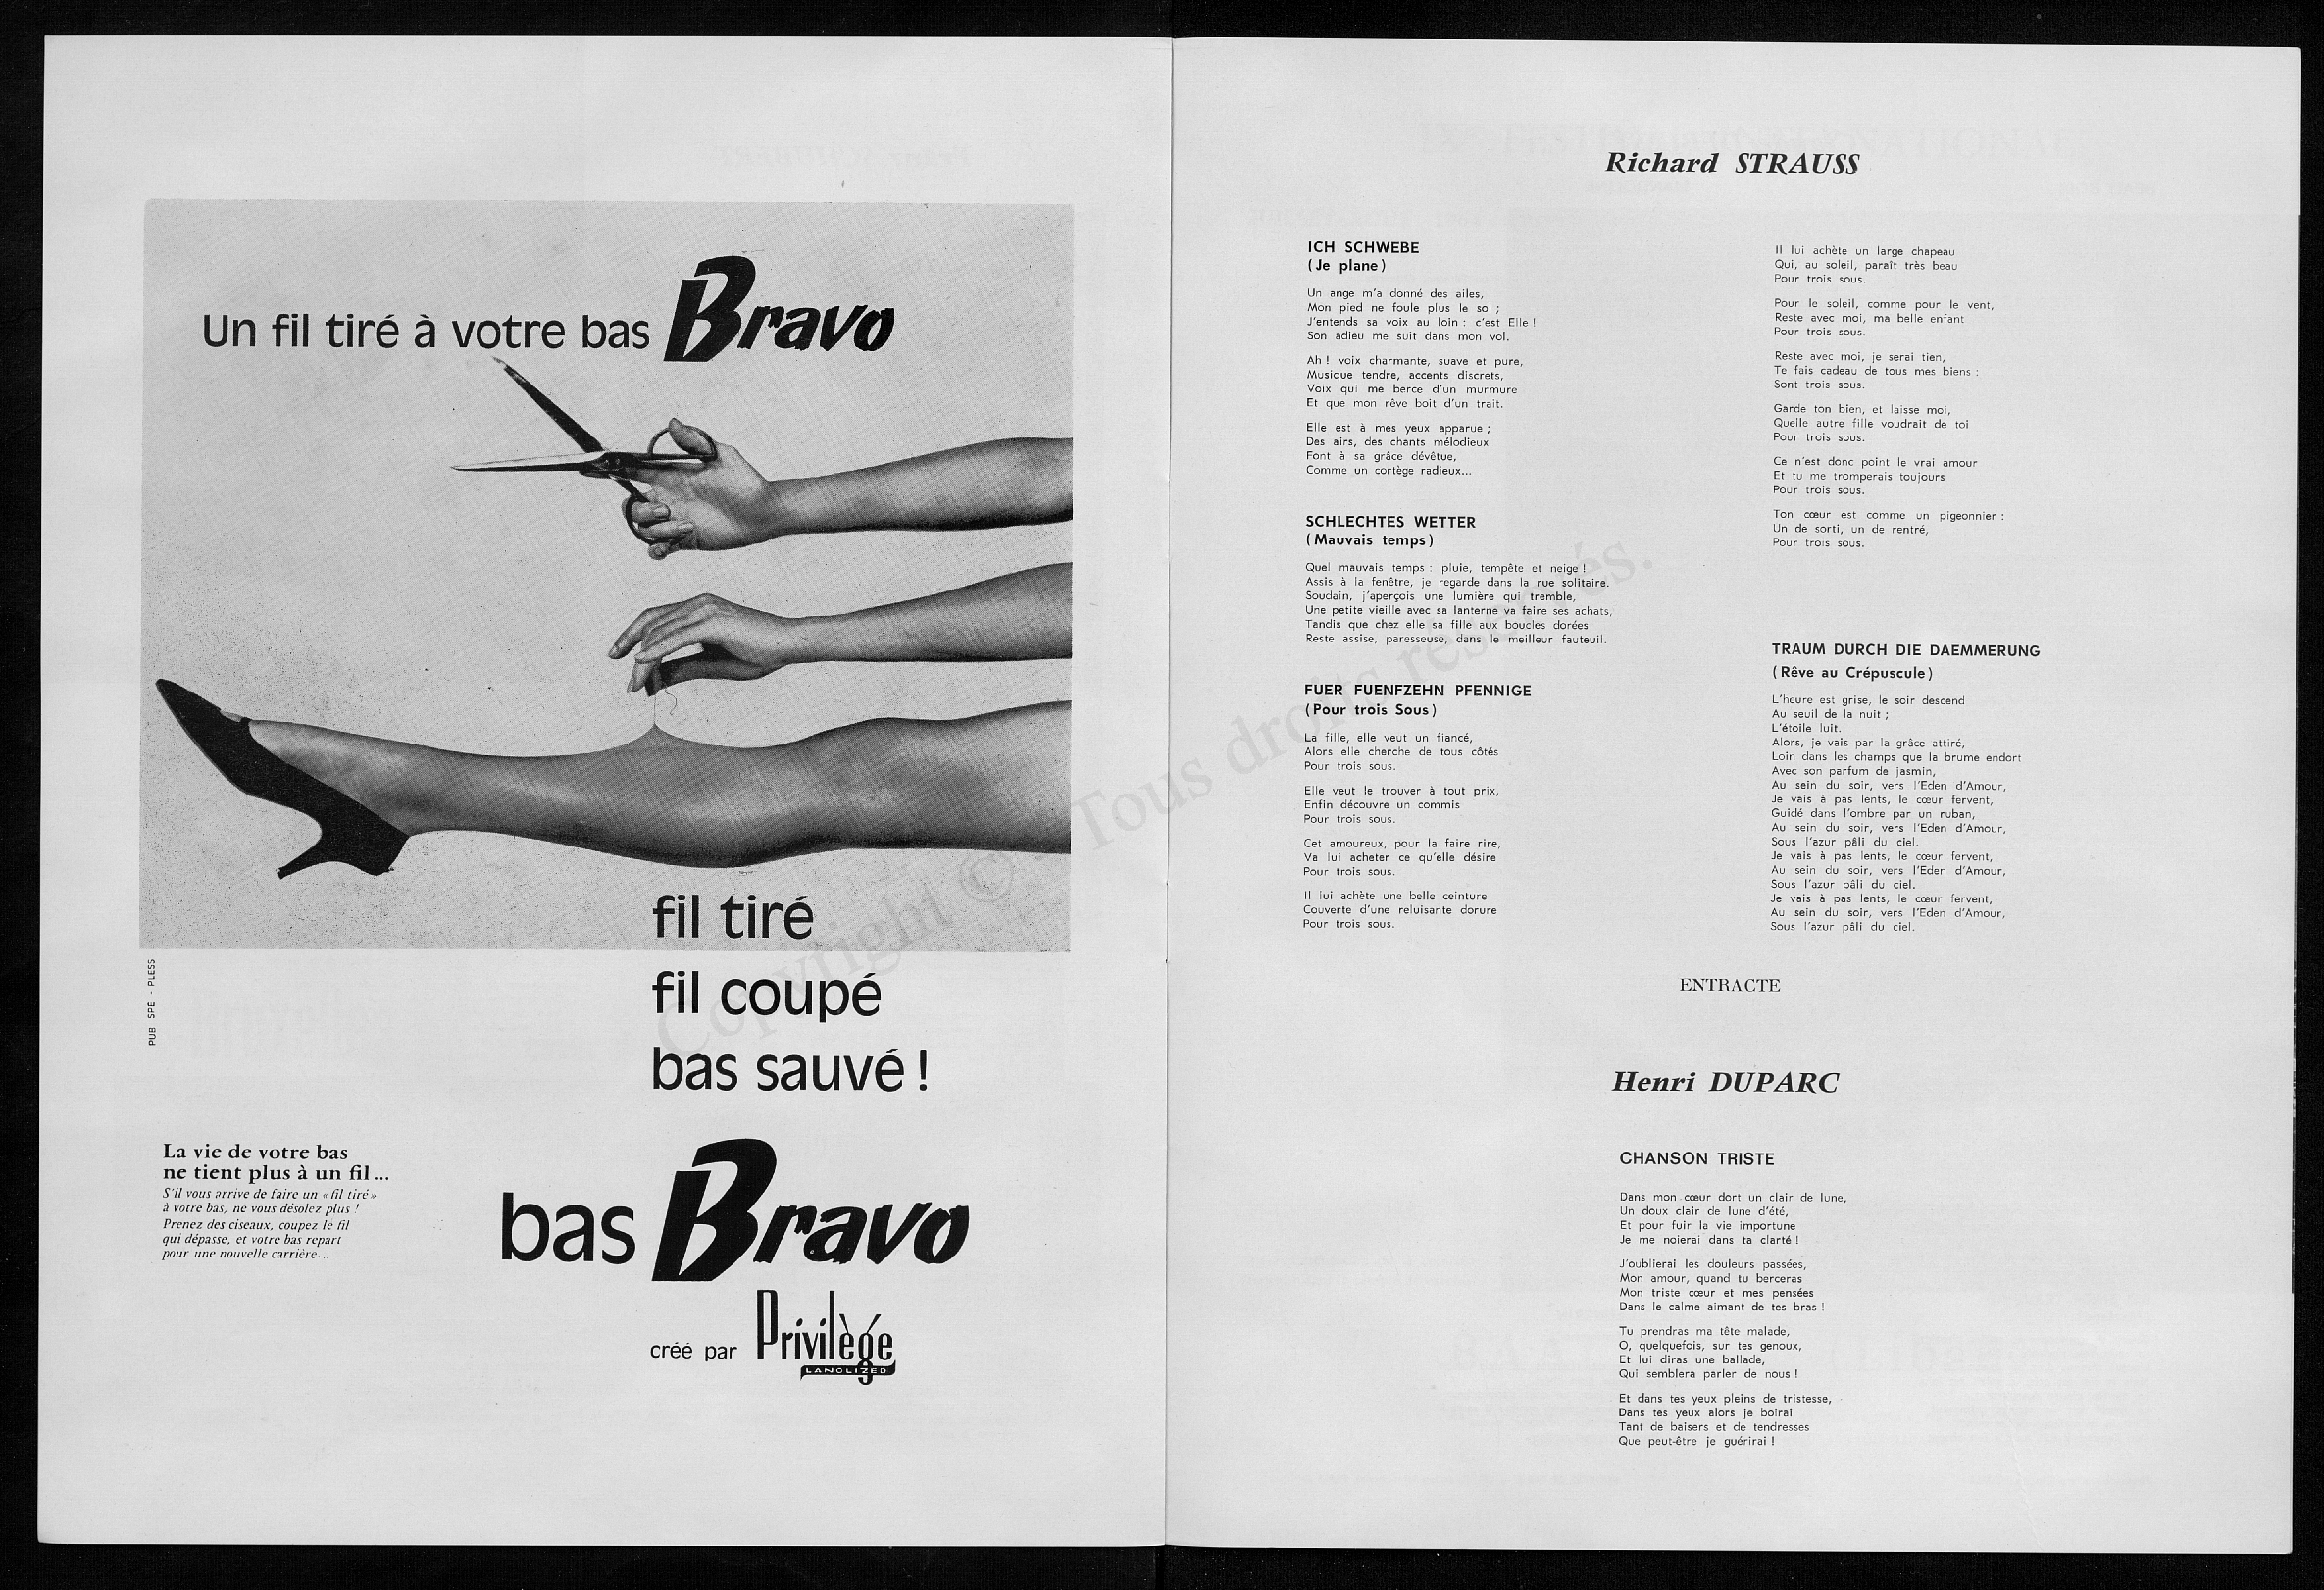 Un fil tiré à votre bas Bravo
fil tiré
fil coupé
bas sauvé !
PUB SPE - PLESS
La vie de votre bas
ne tient plus à un fil...
S'il vous arrive de faire un « fil tiré »
à votre bas, ne vous désolez plus !
Prenez des ciseaux, coupez le fil
qui dépasse, et votre bas repart
pour une nouvelle carrière...
bas Bravo
créé par Privilège
LANOLIZED
Richard STRAUSS
ICH SCHWEBE
(Je plane)
Un ange m'a donné des ailes,
Mon pied ne foule plus le sol ;
J'entends sa voix au loin : c'est Elle !
Son adieu me suit dans mon vol.
Ah ! voix charmante, suave et pure,
Musique tendre, accents discrets,
Voix qui me berce d'un murmure
Et que mon rêve boit d'un trait.
Elle est à mes yeux apparue ;
Des airs, des chants mélodieux
Font à sa grâce dévêtue,
Comme un cortège radieux...
SCHLECHTES WETTER
(Mauvais temps)
Quel mauvais temps : pluie, tempête et neige !
Assis à la fenêtre, je regarde dans la rue solitaire.
Soudain, j'aperçois une lumière qui tremble,
Une petite vieille avec sa lanterne va faire ses achats,
Tandis que chez elle sa fille aux boucles dorées
Reste assise, paresseuse, dans le meilleur fauteuil.
FUER FUENFZEHN PFENNIGE
(Pour trois Sous)
La fille, elle veut un fiancé,
Alors elle cherche de tous côtés
Pour trois sous.
Elle veut le trouver à tout prix,
Enfin découvre un commis
Pour trois sous.
Cet amoureux, pour la faire rire,
Va lui acheter ce qu'elle désire
Pour trois sous.
Il lui achète une belle ceinture
Couverte d'une reluisante dorure
Pour trois sous.
Il lui achète un large chapeau
Qui, au soleil, paraît très beau
Pour trois sous.
Pour le soleil, comme pour le vent,
Reste avec moi, ma belle enfant
Pour trois sous.
Reste avec moi, je serai tien,
Te fais cadeau de tous mes biens :
Sont trois sous.
Garde ton bien, et laisse moi,
Quelle autre fille voudrait de toi
Pour trois sous.
Ce n'est donc point le vrai amour
Et tu me tromperais toujours
Pour trois sous.
Ton cœur est comme un pigeonnier :
Un de sorti, un de rentré,
Pour trois sous.
TRAUM DURCH DIE DAEMMERUNG
(Rêve au Crépuscule)
L'heure est grise, le soir descend
Au seuil de la nuit ;
L'étoile luit.
Alors, je vais par la grâce attiré,
Loin dans les champs que la brume endort
Avec son parfum de jasmin,
Au sein du soir, vers l'Eden d'Amour,
Je vais à pas lents, le cœur fervent,
Guidé dans l'ombre par un ruban,
Au sein du soir, vers l'Eden d'Amour,
Sous l'azur pâli du ciel.
Je vais à pas lents, le cœur fervent,
Au sein du soir, vers l'Eden d'Amour,
Sous l'azur pâli du ciel.
Je vais à pas lents, le cœur fervent,
Au sein du soir, vers l'Eden d'Amour,
Sous l'azur pâli du ciel.
ENTRACTE
Henri DUPARC
CHANSON TRISTE
Dans mon cœur dort un clair de lune,
Un doux clair de lune d'été,
Et pour fuir la vie importune
Je me noierai dans ta clarté !
J'oublierai les douleurs passées,
Mon amour, quand tu berceras
Mon triste cœur et mes pensées
Dans le calme aimant de tes bras !
Tu prendras ma tête malade,
O, quelquefois, sur tes genoux,
Et lui diras une ballade,
Qui semblera parler de nous !
Et dans tes yeux pleins de tristesse,
Dans tes yeux alors je boirai
Tant de baisers et de tendresses
Que peut-être je guérirai !
Copyright © Tous droits réservés.